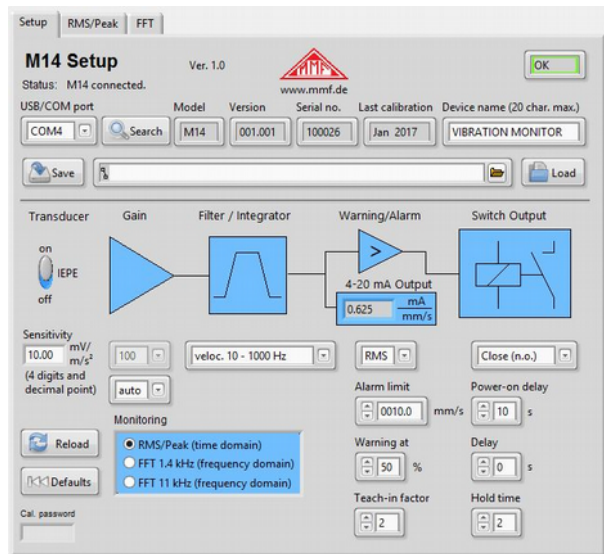 Setup RMS/Peak FFT
M14 Setup Ver. 1.0 MMF OK
Status: M14 connected. www.mmf.de
USB/COM port Model Version Serial no. Last calibration Device name (20 char. max.)
COM4 Search M14 001.001 100026 Jan 2017 VIBRATION MONITOR
Save Load
Transducer Gain Filter / Integrator Warning/Alarm Switch Output
on
IEPE
off
>
4-20 mA Output
0.625 mA
mm/s
Sensitivity
10.00 mV/
m/s²
(4 digits and
decimal point)
100 veloc. 10 - 1000 Hz RMS Close (n.o.)
auto
Alarm limit Power-on delay
0010.0 mm/s 10 s
Monitoring
Reload RMS/Peak (time domain)
FFT 1.4 kHz (frequency domain)
Defaults FFT 11 kHz (frequency domain)
Warning at Delay
50 % 0 s
Teach-in factor Hold time
2 2
Cal. password